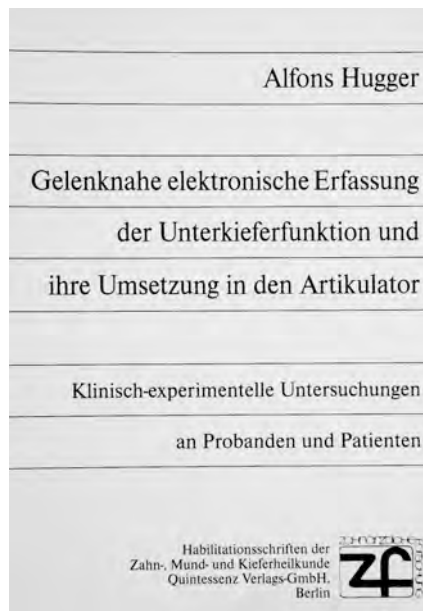 Alfons Hugger
Gelenknahe elektronische Erfassung
der Unterkieferfunktion und
ihre Umsetzung in den Artikulator
Klinisch-experimentelle Untersuchungen
an Probanden und Patienten
Habilitationsschriften der
Zahn-, Mund- und Kieferheilkunde
Quintessenz Verlags-GmbH,
Berlin
zf